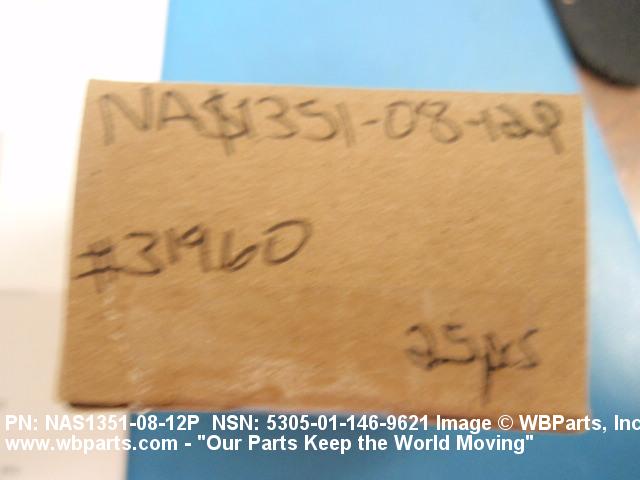 NAS1351-08-12P
#31960
25pcs
PN: NAS1351-08-12P NSN: 5305-01-146-9621 Image © WBParts, Inc
www.wbparts.com - "Our Parts Keep the World Moving"